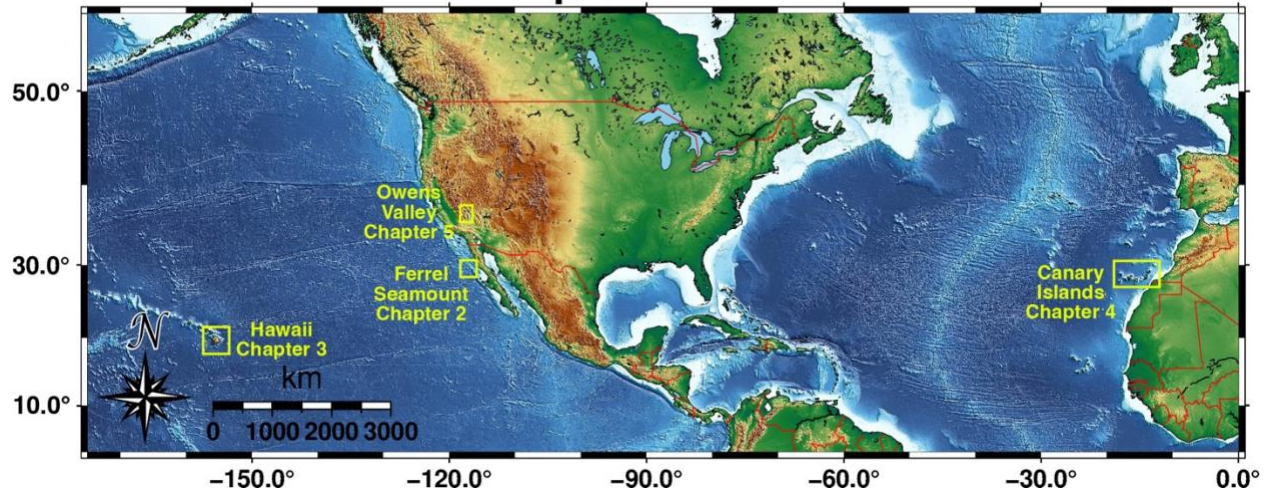 50.0°
30.0°
10.0°
Owens
Valley
Chapter 5
Ferrel
Seamount
Chapter 2
Hawaii
Chapter 3
Canary
Islands
Chapter 4
N
km
0 1000 2000 3000
-150.0° -120.0° -90.0° -60.0° -30.0° 0.0°